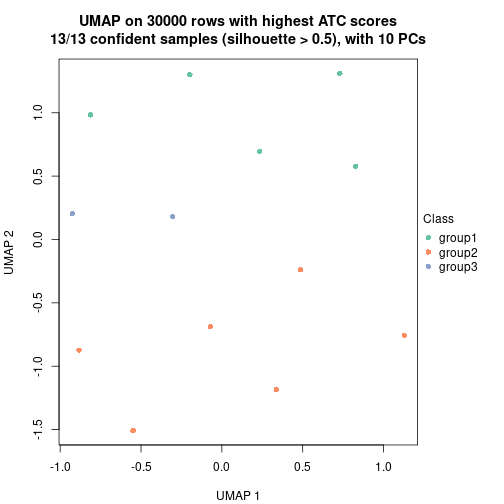 UMAP on 30000 rows with highest ATC scores
13/13 confident samples (silhouette > 0.5), with 10 PCs
1.0
0.5
0.0
-0.5
-1.0
-1.5
UMAP 2
Class
group1
group2
group3
-1.0
-0.5
0.0
0.5
1.0
UMAP 1